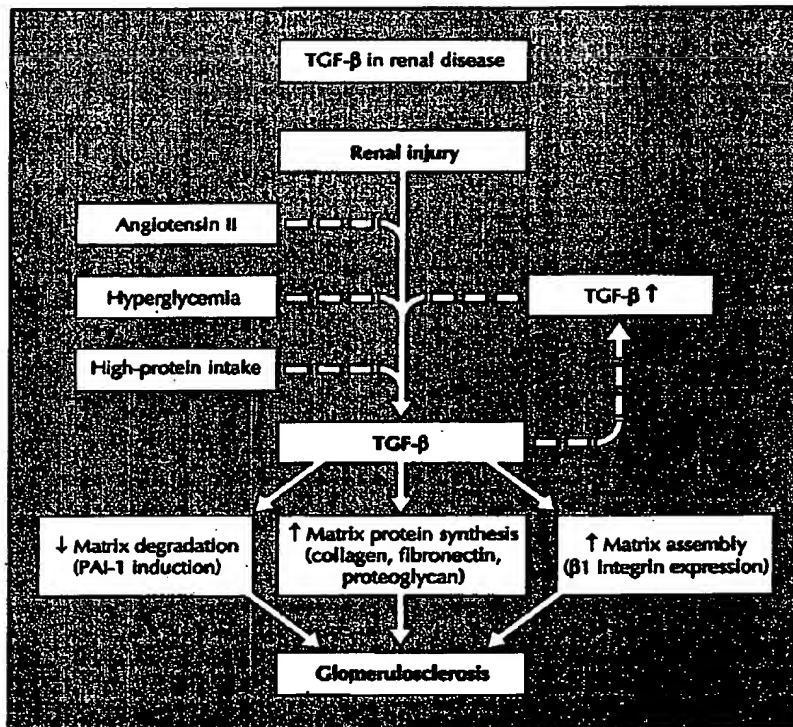 TGF-β in renal disease
Renal injury
Angiotensin II
Hyperglycemia
TGF-β ↑
High-protein intake
TGF-β
↓ Matrix degradation
(PAI-1 induction)
↑ Matrix protein synthesis
(collagen, fibronectin,
proteoglycan)
↑ Matrix assembly
(β1 Integrin expression)
Glomerulosclerosis